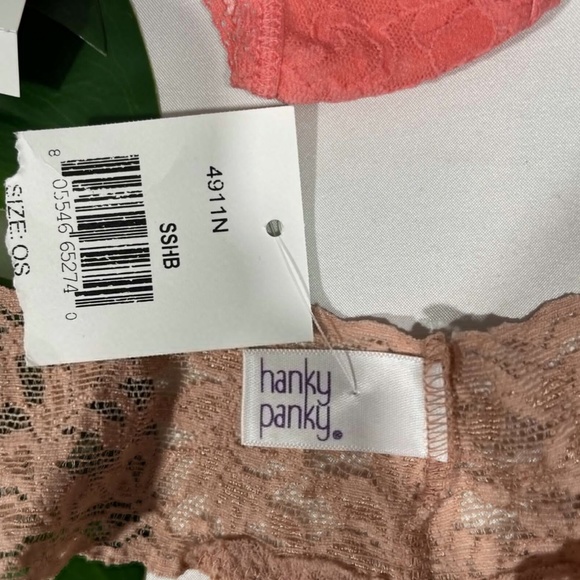 4911N
SSHB
8 05546 65274 0
SIZE: OS
hanky
panky®